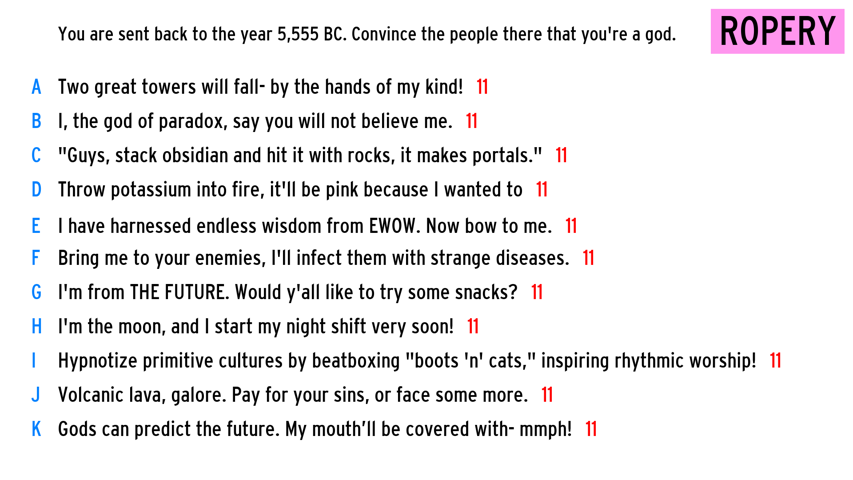 You are sent back to the year 5,555 BC. Convince the people there that you're a god.
ROPERY
A Two great towers will fall- by the hands of my kind! 11
B I, the god of paradox, say you will not believe me. 11
C "Guys, stack obsidian and hit it with rocks, it makes portals." 11
D Throw potassium into fire, it'll be pink because I wanted to 11
E I have harnessed endless wisdom from EWOW. Now bow to me. 11
F Bring me to your enemies, I'll infect them with strange diseases. 11
G I'm from THE FUTURE. Would y'all like to try some snacks? 11
H I'm the moon, and I start my night shift very soon! 11
I Hypnotize primitive cultures by beatboxing "boots 'n' cats," inspiring rhythmic worship! 11
J Volcanic lava, galore. Pay for your sins, or face some more. 11
K Gods can predict the future. My mouth’ll be covered with- mmph! 11